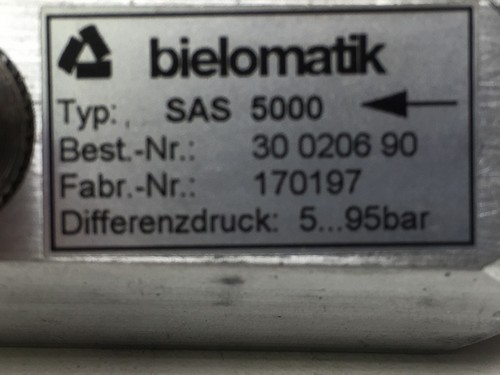 bielomatik
Typ: SAS 5000
Best.-Nr.: 30 0206 90
Fabr.-Nr.: 170197
Differenzdruck: 5...95bar